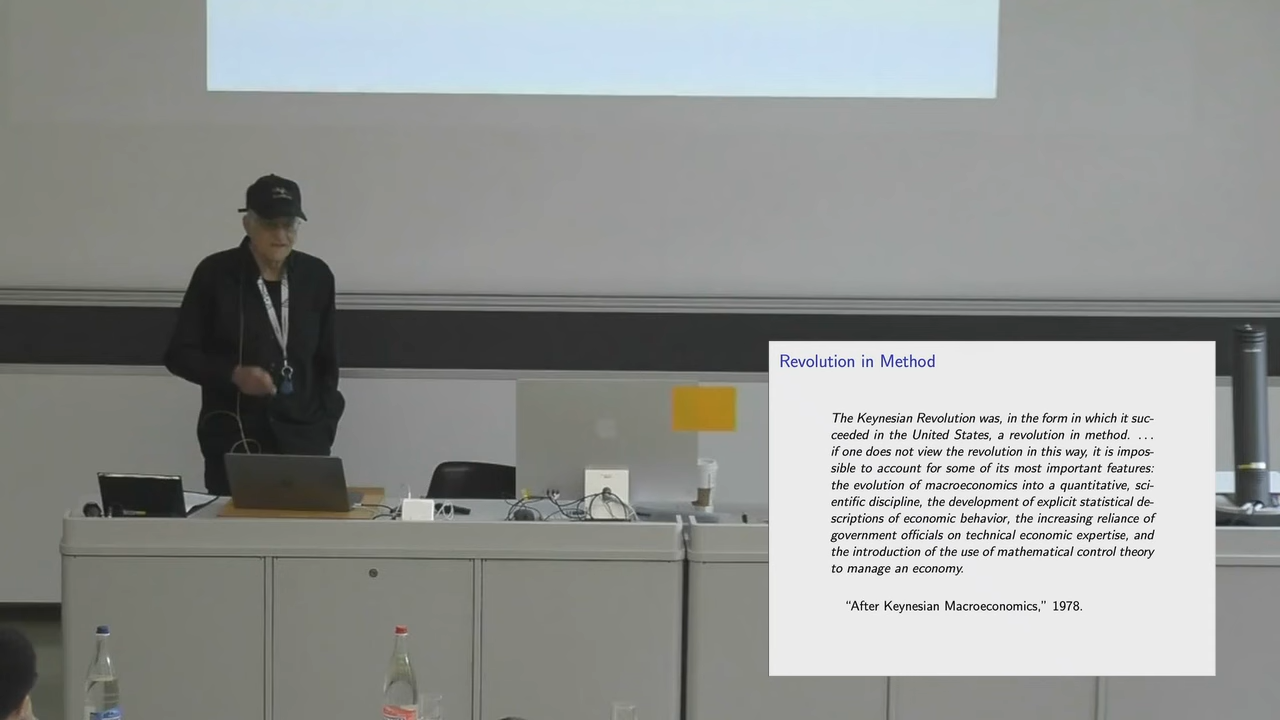 Revolution in Method
The Keynesian Revolution was, in the form in which it suc-
ceeded in the United States, a revolution in method. ...
if one does not view the revolution in this way, it is impos-
sible to account for some of its most important features:
the evolution of macroeconomics into a quantitative, sci-
entific discipline, the development of explicit statistical de-
scriptions of economic behavior, the increasing reliance of
government officials on technical economic expertise, and
the introduction of the use of mathematical control theory
to manage an economy.
“After Keynesian Macroeconomics,” 1978.